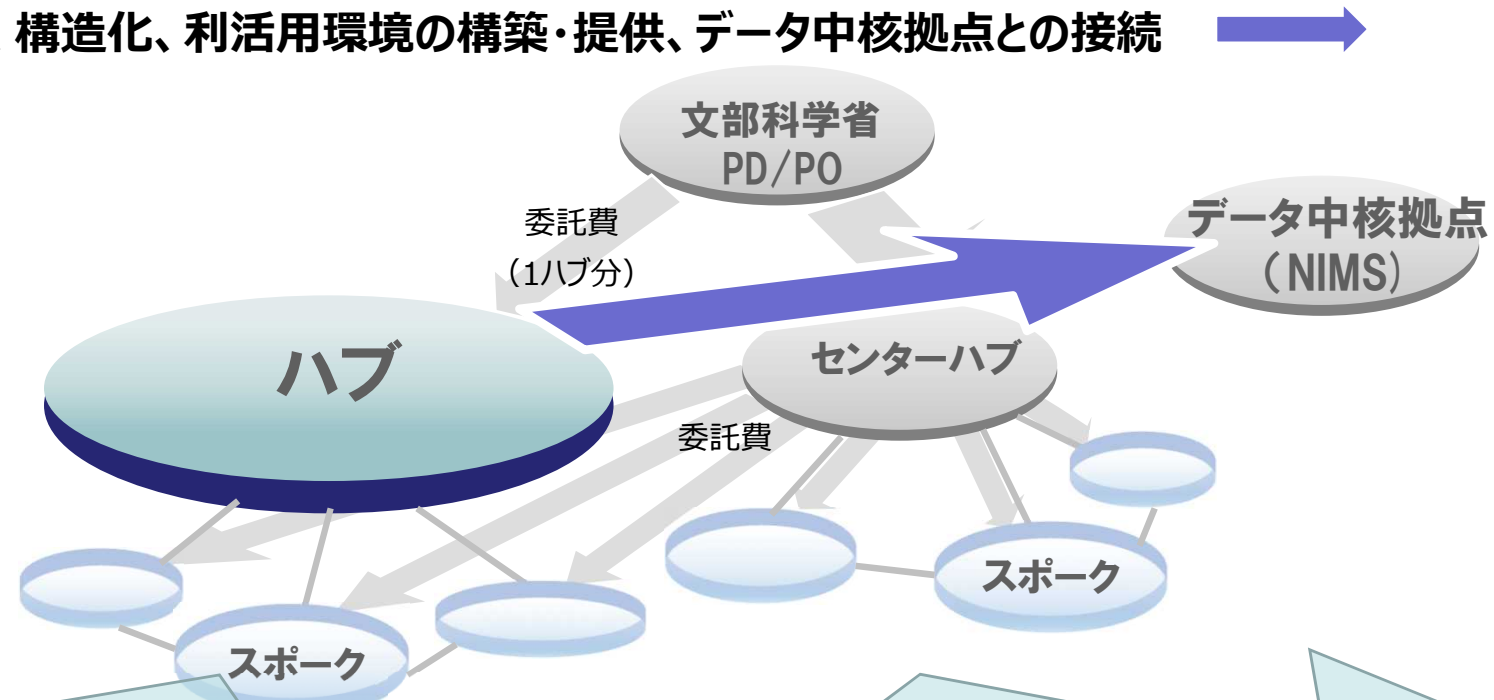 構造化、利活用環境の構築・提供、データ中核拠点との接続
文部科学省
PD/PO
委託費
（1ハブ分）
データ中核拠点
（NIMS）
ハブ
センターハブ
委託費
スポーク
スポーク